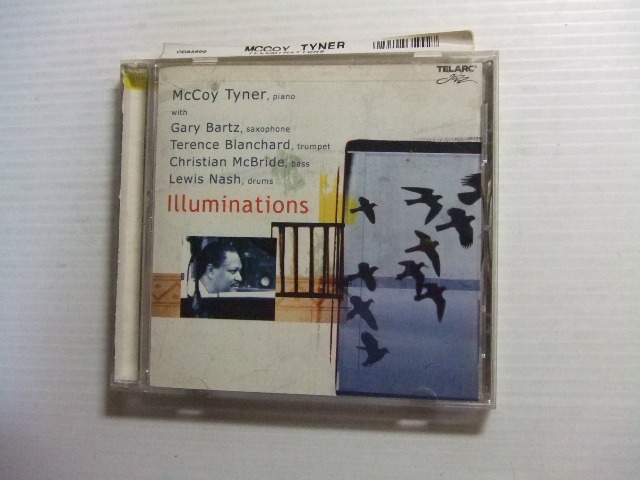 McCOY TYNER
ILLUMINATIONS
TELARC
Jazz
McCoy Tyner, piano
with
Gary Bartz, saxophone
Terence Blanchard, trumpet
Christian McBride, bass
Lewis Nash, drums
Illuminations